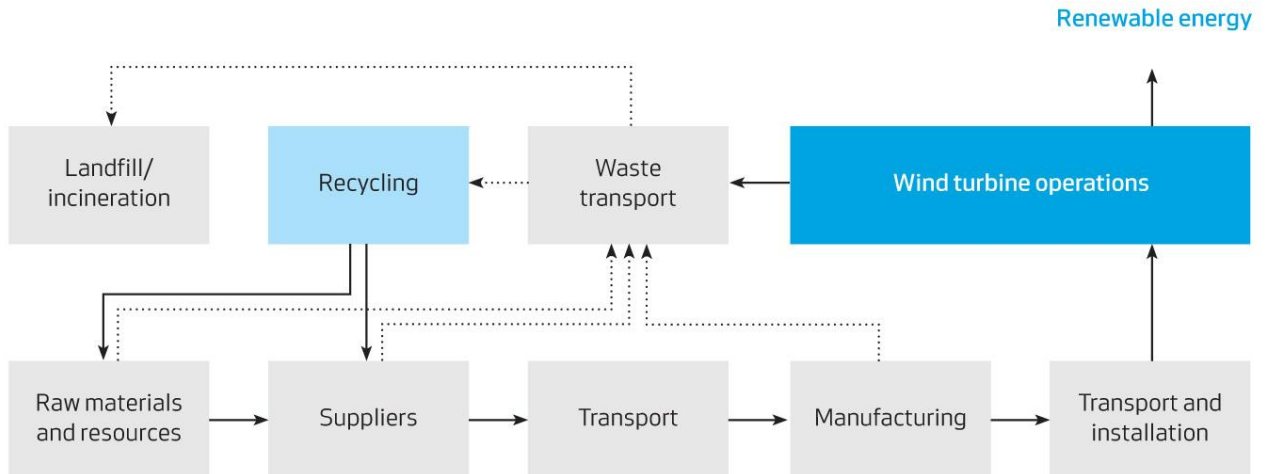 Renewable energy
Landfill/
incineration
Recycling
Waste
transport
Wind turbine operations
Raw materials
and resources
Suppliers
Transport
Manufacturing
Transport and
installation